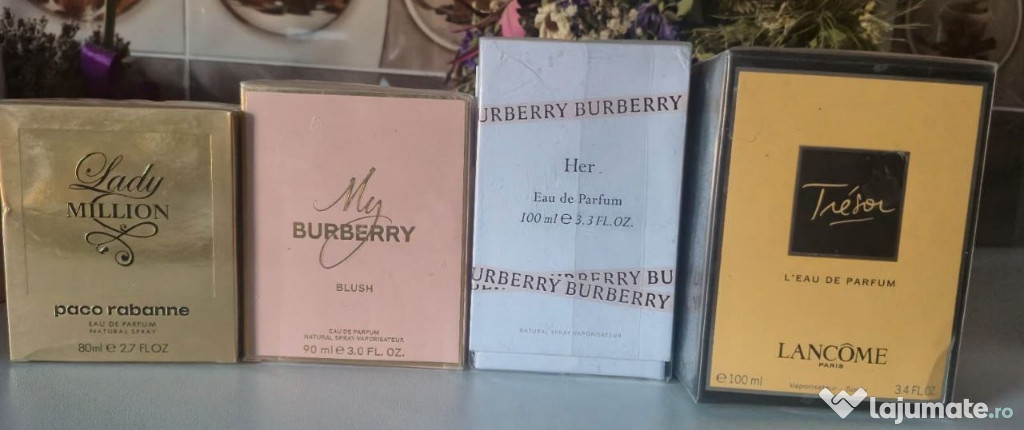 Lady
MILLION
paco rabanne
EAU DE PARFUM
NATURAL SPRAY
80ml e 2.7 FL.OZ
My
BURBERRY
BLUSH
EAU DE PARFUM
NATURAL SPRAY-VAPORISATEUR
90 ml e 3.0 FL. OZ.
URBERRY BURBERRY
Her
Eau de Parfum
100 ml e 3.3 FL.OZ.
URBERRY BURBERRY BU
URBERRY BURBERRY
NATURAL SPRAY VAPORISATEUR
Trésor
L'EAU DE PARFUM
LANCÔME
PARIS
e 100 ml
3.4 FL.OZ
lajumate.ro